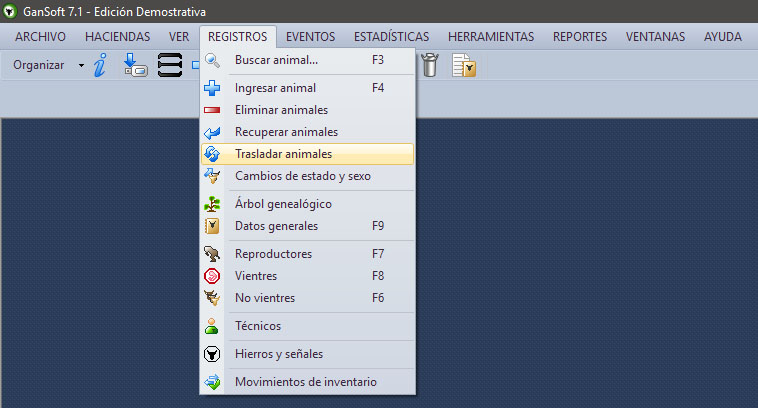 GanSoft 7.1 - Edición Demostrativa
ARCHIVO HACIENDAS VER REGISTROS EVENTOS ESTADÍSTICAS HERRAMIENTAS REPORTES VENTANAS AYUDA
Organizar
Buscar animal... F3
Ingresar animal F4
Eliminar animales
Recuperar animales
Trasladar animales
Cambios de estado y sexo
Árbol genealógico
Datos generales F9
Reproductores F7
Vientres F8
No vientres F6
Técnicos
Hierros y señales
Movimientos de inventario